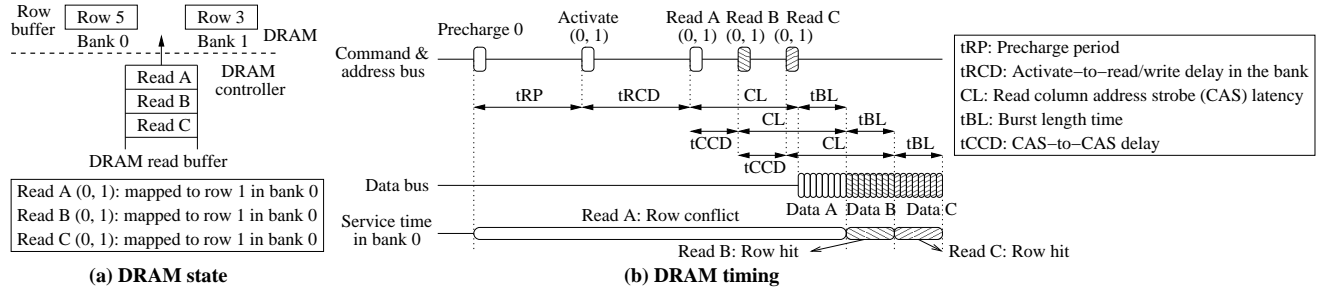 Row
buffer
Row 5
Row 3
Bank 0
Bank 1
DRAM
DRAM
controller
Read A
Read B
Read C
DRAM read buffer
Read A (0, 1): mapped to row 1 in bank 0
Read B (0, 1): mapped to row 1 in bank 0
Read C (0, 1): mapped to row 1 in bank 0
(a) DRAM state
Precharge 0
Activate
(0, 1)
Read A
(0, 1)
Read B
(0, 1)
Read C
(0, 1)
Command &
address bus
tRP
tRCD
CL
tBL
CL
tBL
tCCD
CL
tBL
tCCD
Data bus
Data A
Data B
Data C
Service time
in bank 0
Read A: Row conflict
Read B: Row hit
Read C: Row hit
(b) DRAM timing
tRP: Precharge period
tRCD: Activate−to−read/write delay in the bank
CL: Read column address strobe (CAS) latency
tBL: Burst length time
tCCD: CAS−to−CAS delay